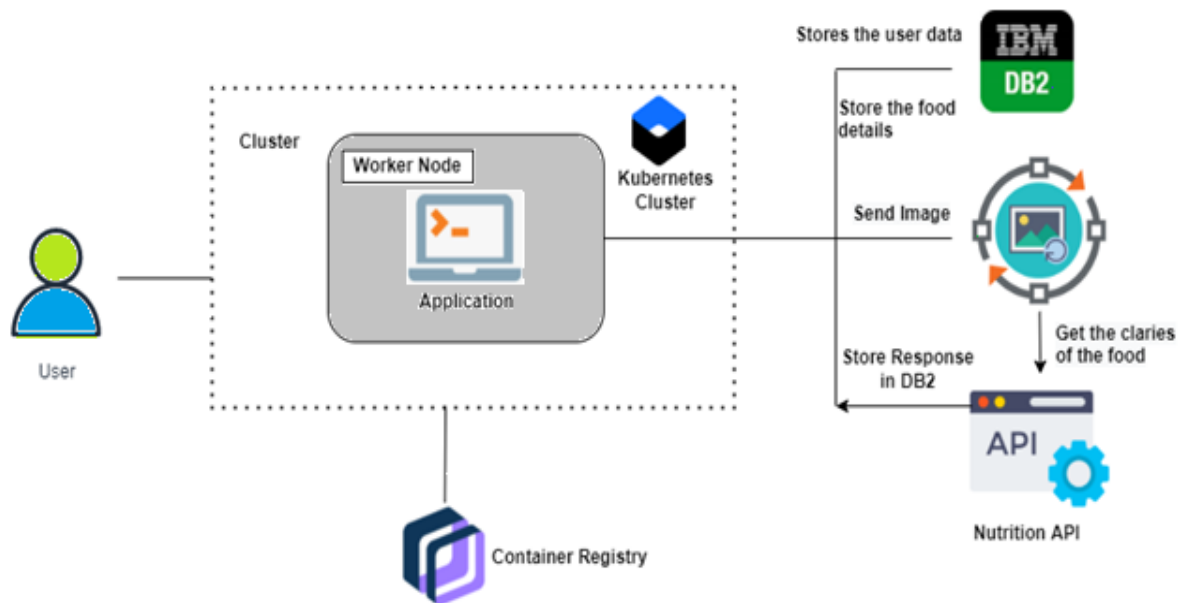 Stores the user data
IBM
DB2
Store the food
details
Cluster
Worker Node
Kubernetes
Cluster
Send Image
Application
User
Get the claries
of the food
Store Response
in DB2
API
Nutrition API
Container Registry